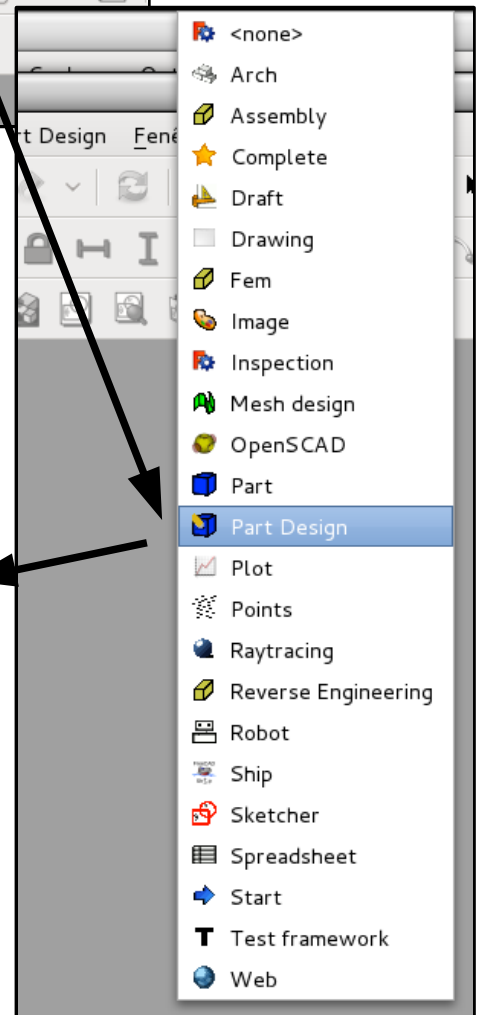 <none>
Arch
Assembly
t Design Fené
Complete
Draft
Drawing
Fem
Image
Inspection
Mesh design
OpenSCAD
Part
Part Design
Plot
Points
Raytracing
Reverse Engineering
Robot
Ship
Sketcher
Spreadsheet
Start
Test framework
Web